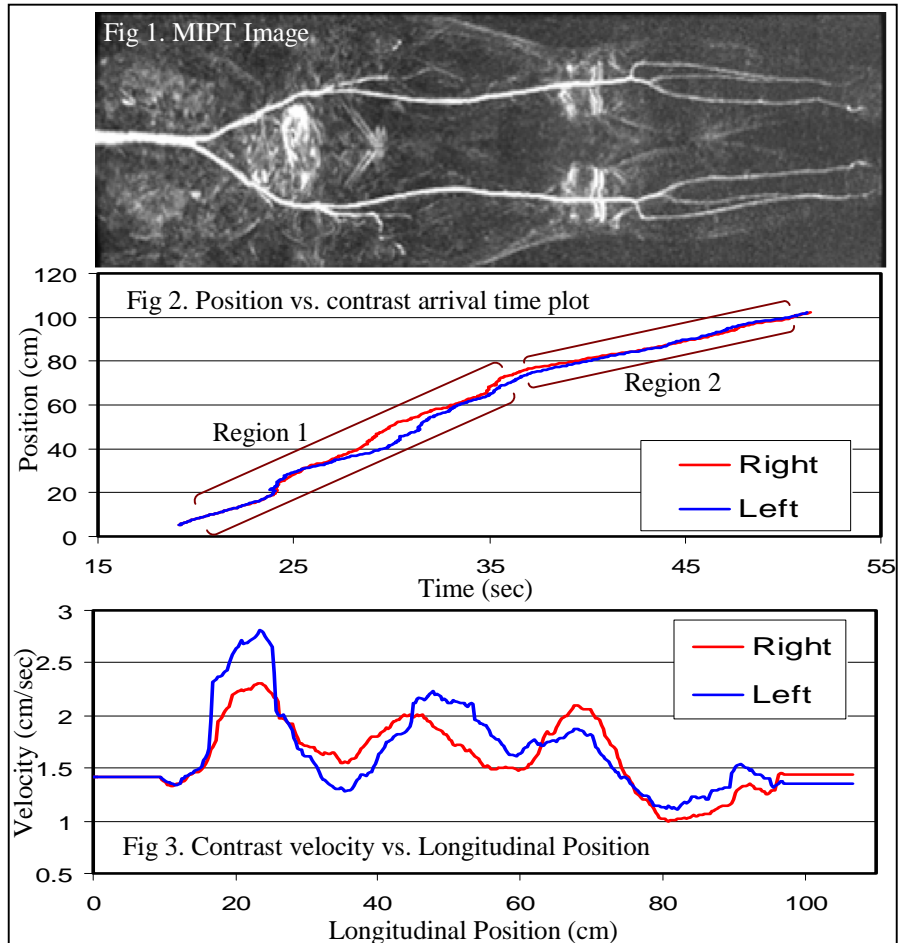 Fig 1. MIPT Image
120
100
80
60
40
20
0
Position (cm)
Fig 2. Position vs. contrast arrival time plot
Region 1
Region 2
Right
Left
15 25 35 45 55
Time (sec)
3
2.5
2
1.5
1
0.5
Velocity (cm/sec)
Right
Left
Fig 3. Contrast velocity vs. Longitudinal Position
0 20 40 60 80 100
Longitudinal Position (cm)